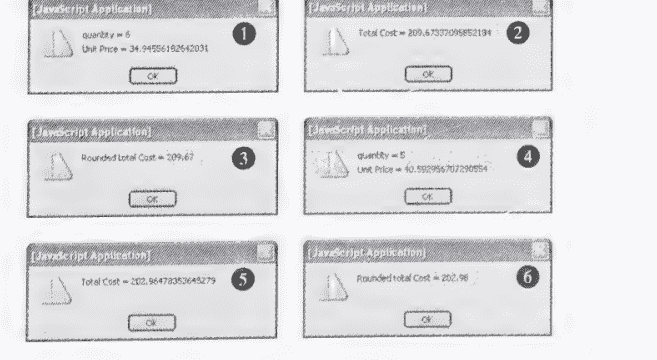 [JavaScript Application]
quantity = 6
Unit Price = 34.94556182642031
1
OK
[JavaScript Application]
Total Cost = 209.67337095852184
2
OK
[JavaScript Application]
Rounded total Cost = 209.67
3
OK
[JavaScript Application]
quantity = 5
Unit Price = 40.592956707290554
4
OK
[JavaScript Application]
Total Cost = 202.96478353645279
5
OK
[JavaScript Application]
Rounded total Cost = 202.96
6
OK